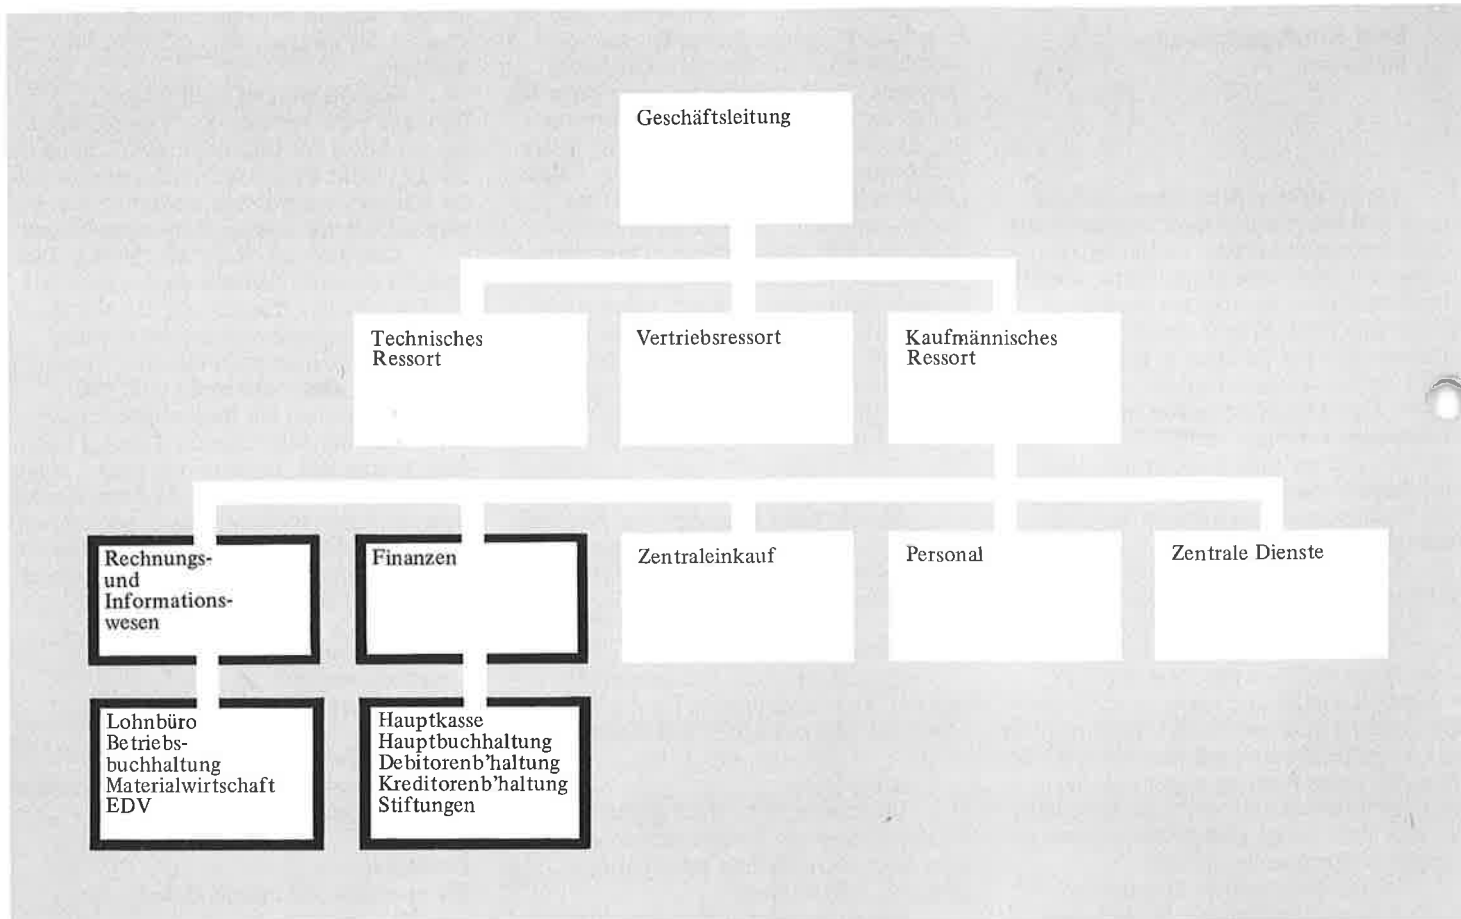 Geschäftsleitung
Technisches
Ressort
Vertriebsressort
Kaufmännisches
Ressort
Rechnungs-
und
Informations-
wesen
Finanzen
Zentraleinkauf
Personal
Zentrale Dienste
Lohnbüro
Betriebs-
buchhaltung
Materialwirtschaft
EDV
Hauptkasse
Hauptbuchhaltung
Debitorenb'haltung
Kreditorenb'haltung
Stiftungen